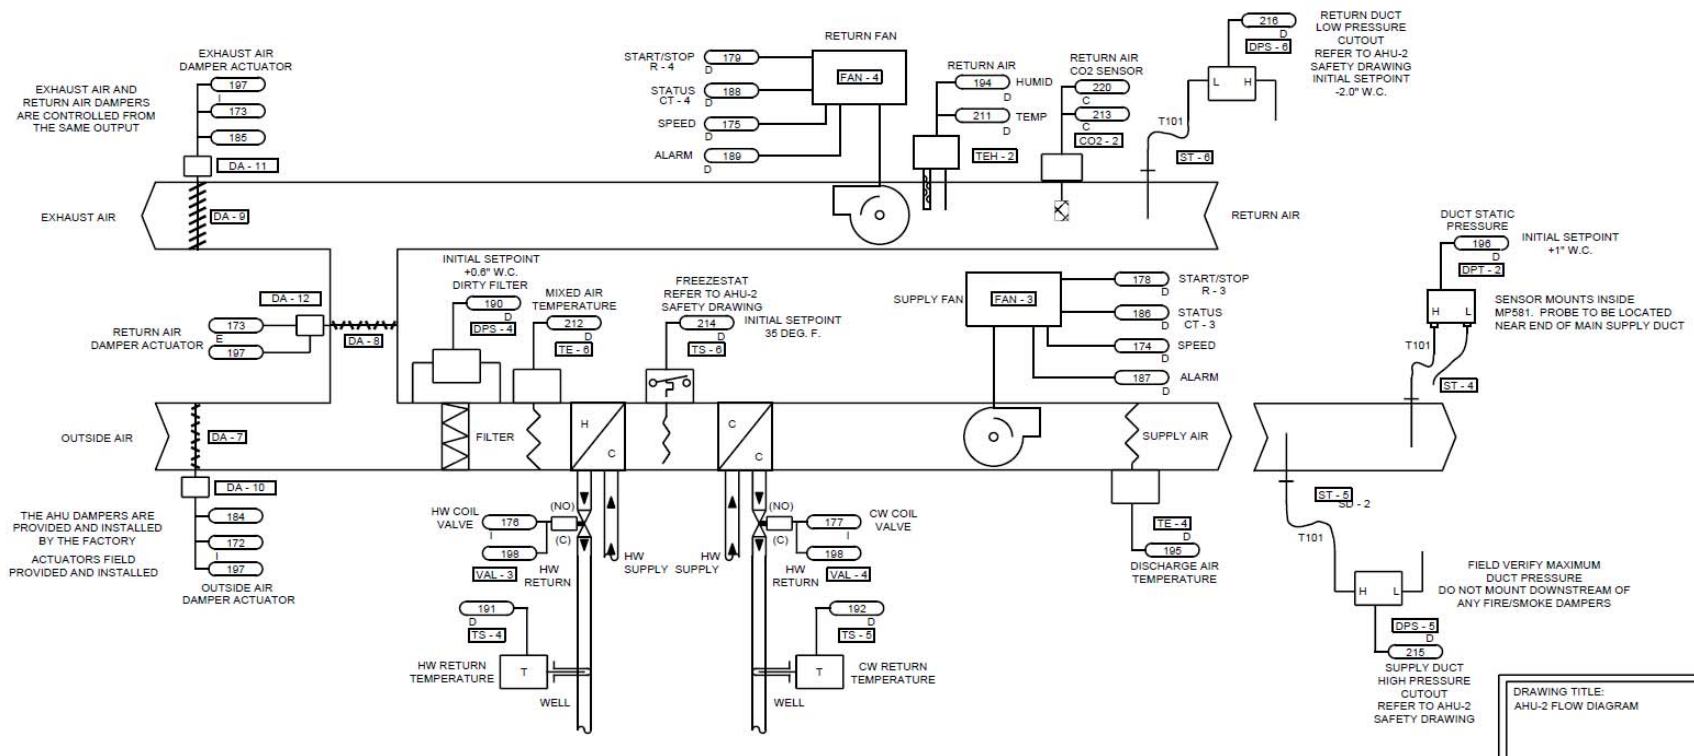 EXHAUST AIR
DAMPER ACTUATOR
197
I
173
185
DA - 11
EXHAUST AIR AND
RETURN AIR DAMPERS
ARE CONTROLLED FROM
THE SAME OUTPUT
EXHAUST AIR
DA - 9
START/STOP
R - 4
179
D
STATUS
CT - 4
188
D
SPEED
175
D
ALARM
189
D
RETURN FAN
FAN - 4
RETURN AIR
194
HUMID
D
211
TEMP
D
TEH - 2
RETURN AIR
CO2 SENSOR
220
C
213
C
CO2 - 2
216
D
DPS - 6
RETURN DUCT
LOW PRESSURE
CUTOUT
REFER TO AHU-2
SAFETY DRAWING
INITIAL SETPOINT
-2.0" W.C.
L
H
T101
ST - 6
RETURN AIR
DUCT STATIC
PRESSURE
196
D
DPT - 2
INITIAL SETPOINT
+1" W.C.
H
L
SENSOR MOUNTS INSIDE
MP581. PROBE TO BE LOCATED
NEAR END OF MAIN SUPPLY DUCT
T101
ST - 4
DA - 12
173
E
197
RETURN AIR
DAMPER ACTUATOR
DA - 8
INITIAL SETPOINT
+0.6" W.C.
DIRTY FILTER
190
D
DPS - 4
MIXED AIR
TEMPERATURE
212
D
TE - 6
FREEZESTAT
REFER TO AHU-2
SAFETY DRAWING
214
D
TS - 6
INITIAL SETPOINT
35 DEG. F.
SUPPLY FAN
FAN - 3
178
D
START/STOP
R - 3
186
D
STATUS
CT - 3
174
D
SPEED
187
D
ALARM
OUTSIDE AIR
DA - 7
FILTER
H
C
C
C
SUPPLY AIR
DA - 10
184
172
I
197
OUTSIDE AIR
DAMPER ACTUATOR
THE AHU DAMPERS ARE
PROVIDED AND INSTALLED
BY THE FACTORY
ACTUATORS FIELD
PROVIDED AND INSTALLED
HW COIL
VALVE
176
I
198
VAL - 3
(NO)
(C)
HW
RETURN
HW
SUPPLY
HW
SUPPLY
(NO)
(C)
HW
RETURN
177
I
198
VAL - 4
CW COIL
VALVE
191
D
TS - 4
HW RETURN
TEMPERATURE
T
WELL
192
D
TS - 5
T
CW RETURN
TEMPERATURE
WELL
TE - 4
D
195
DISCHARGE AIR
TEMPERATURE
ST - 5
SD - 2
T101
H
L
DPS - 5
D
215
SUPPLY DUCT
HIGH PRESSURE
CUTOUT
REFER TO AHU-2
SAFETY DRAWING
FIELD VERIFY MAXIMUM
DUCT PRESSURE
DO NOT MOUNT DOWNSTREAM OF
ANY FIRE/SMOKE DAMPERS
DRAWING TITLE:
AHU-2 FLOW DIAGRAM